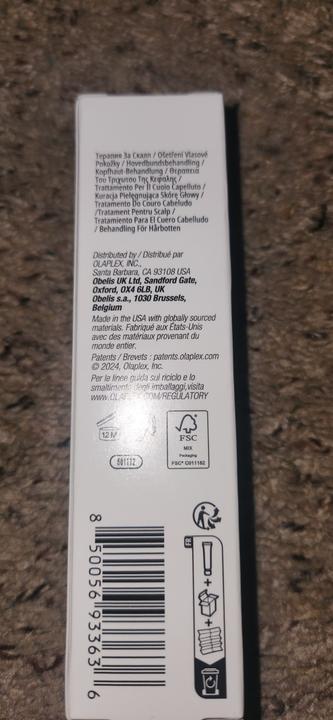 Терапия За Скалп / Ošetření Vlasové
Pokožky / Hovedbundsbehandling /
Kopfhaut-Behandlung / Θεραπεία
Του Τριχωτού Της Κεφαλής /
Trattamento Per Il Cuoio Capelluto /
Kuracja Pielęgnująca Skórę Głowy /
Tratamento Do Couro Cabeludo
/Tratament Pentru Scalp /
Tratamiento Para El Cuero Cabelludo
/ Behandling För Hårbotten
Distributed by / Distribué par
OLAPLEX, INC.,
Santa Barbara, CA 93108 USA
Obelis UK Ltd, Sandford Gate,
Oxford, OX4 6LB, UK
Obelis s.a., 1030 Brussels,
Belgium
Made in the USA with globally sourced
materials. Fabriqué aux États-Unis
avec des matériaux provenant du
monde entier.
Patents / Brevets : patents.olaplex.com
© 2024, Olaplex, Inc.
Per le linee guida sul riciclo e lo
smaltimento degli imballaggi,visita
www.OLAPLEX.COM/REGULATORY
12 M
FSC
MIX
Packaging
FSC® C011162
501112
FR
8 50056 93363 6